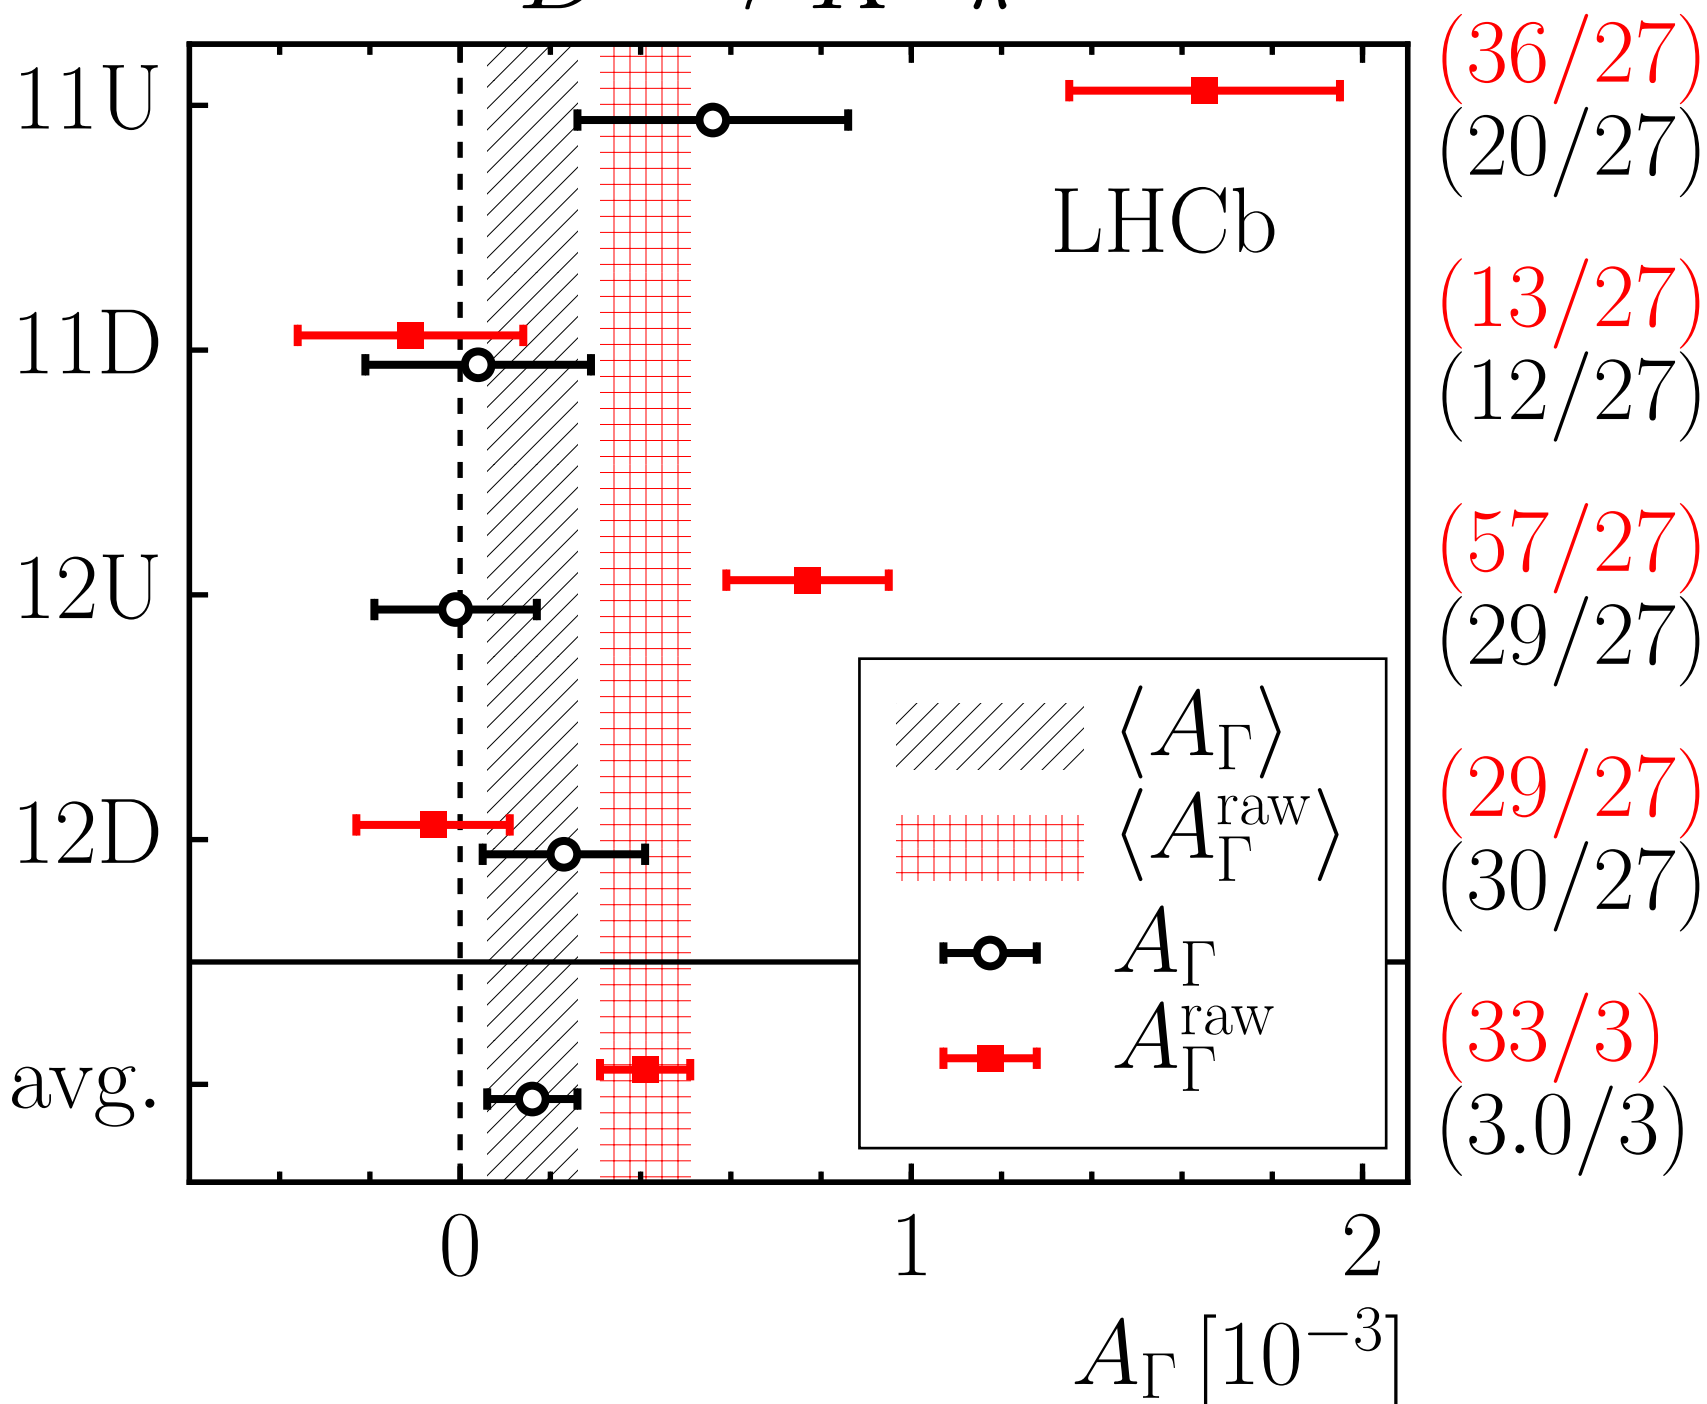 11U
(36/27)
(20/27)
LHCb
11D
(13/27)
(12/27)
12U
(57/27)
(29/27)
12D
(29/27)
(30/27)
avg.
(33/3)
(3.0/3)
⟨A_Γ⟩
⟨A_Γ^raw⟩
A_Γ
A_Γ^raw
0 1 2
A_Γ [10⁻³]